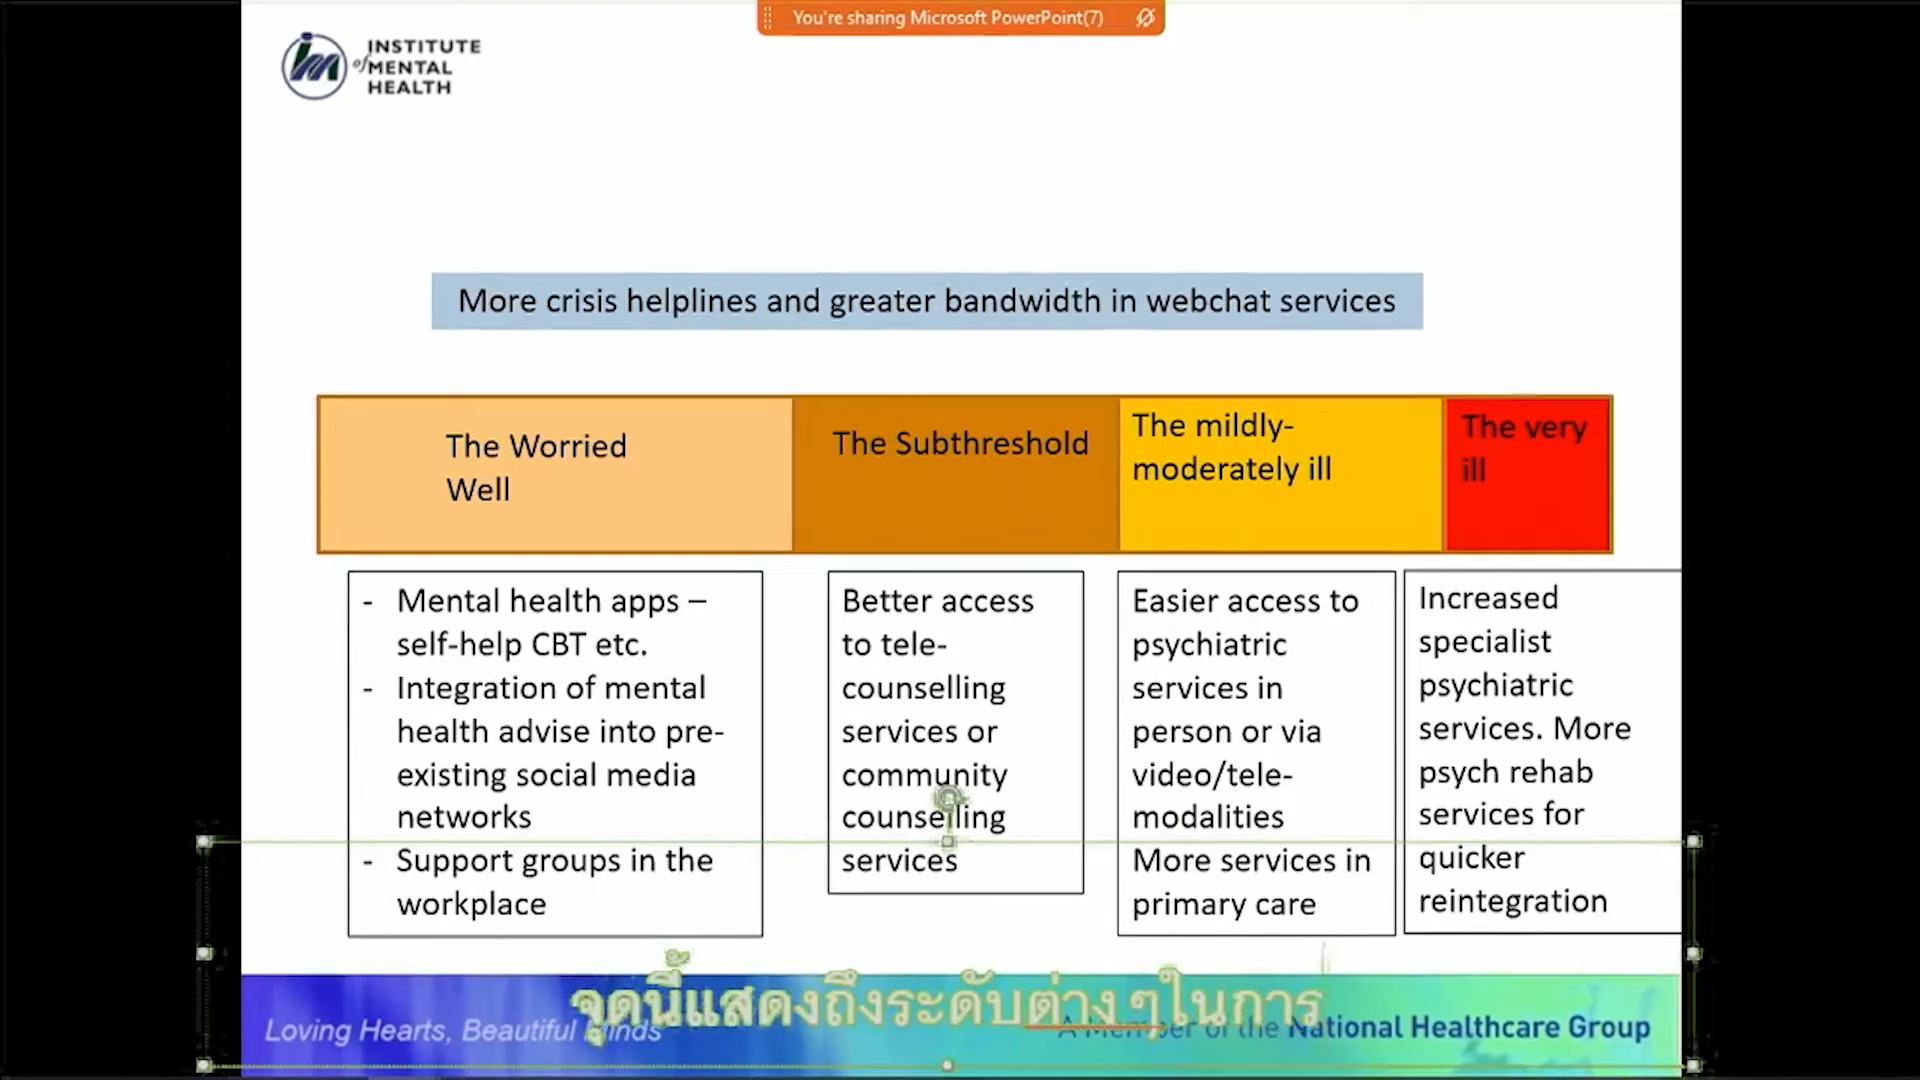 You're sharing Microsoft PowerPoint(7)
INSTITUTE
of MENTAL
HEALTH
More crisis helplines and greater bandwidth in webchat services
The Worried
Well
The Subthreshold
The mildly-
moderately ill
The very
ill
- Mental health apps –
self-help CBT etc.
- Integration of mental
health advise into pre-
existing social media
networks
- Support groups in the
workplace
Better access
to tele-
counselling
services or
community
counselling
services
Easier access to
psychiatric
services in
person or via
video/tele-
modalities
More services in
primary care
Increased
specialist
psychiatric
services. More
psych rehab
services for
quicker
reintegration
จุดนี้แสดงถึงระดับต่าง ๆในการ
Loving Hearts, Beautiful Minds
A Member of the National Healthcare Group